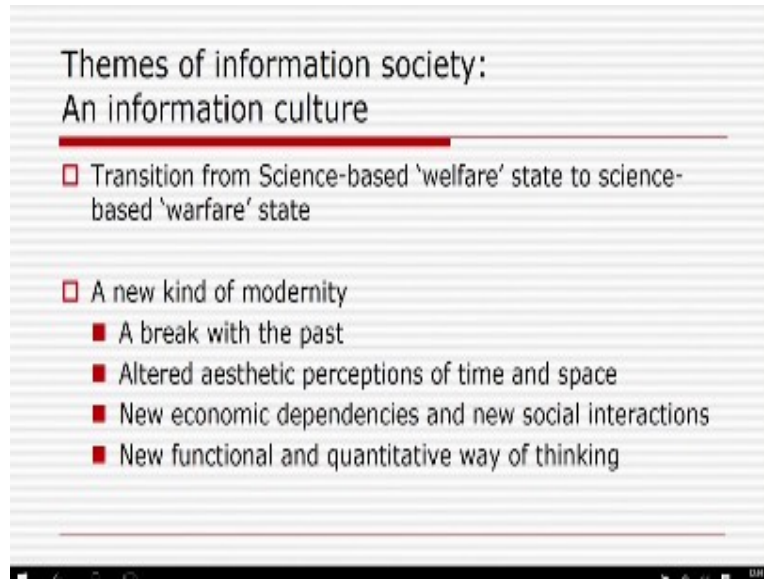 Themes of information society:
An information culture
Transition from Science-based 'welfare' state to science-
based 'warfare' state
A new kind of modernity
A break with the past
Altered aesthetic perceptions of time and space
New economic dependencies and new social interactions
New functional and quantitative way of thinking